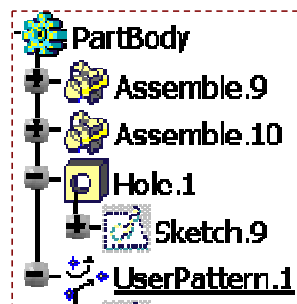 PartBody
Assemble.9
Assemble.10
Hole.1
Sketch.9
UserPattern.1